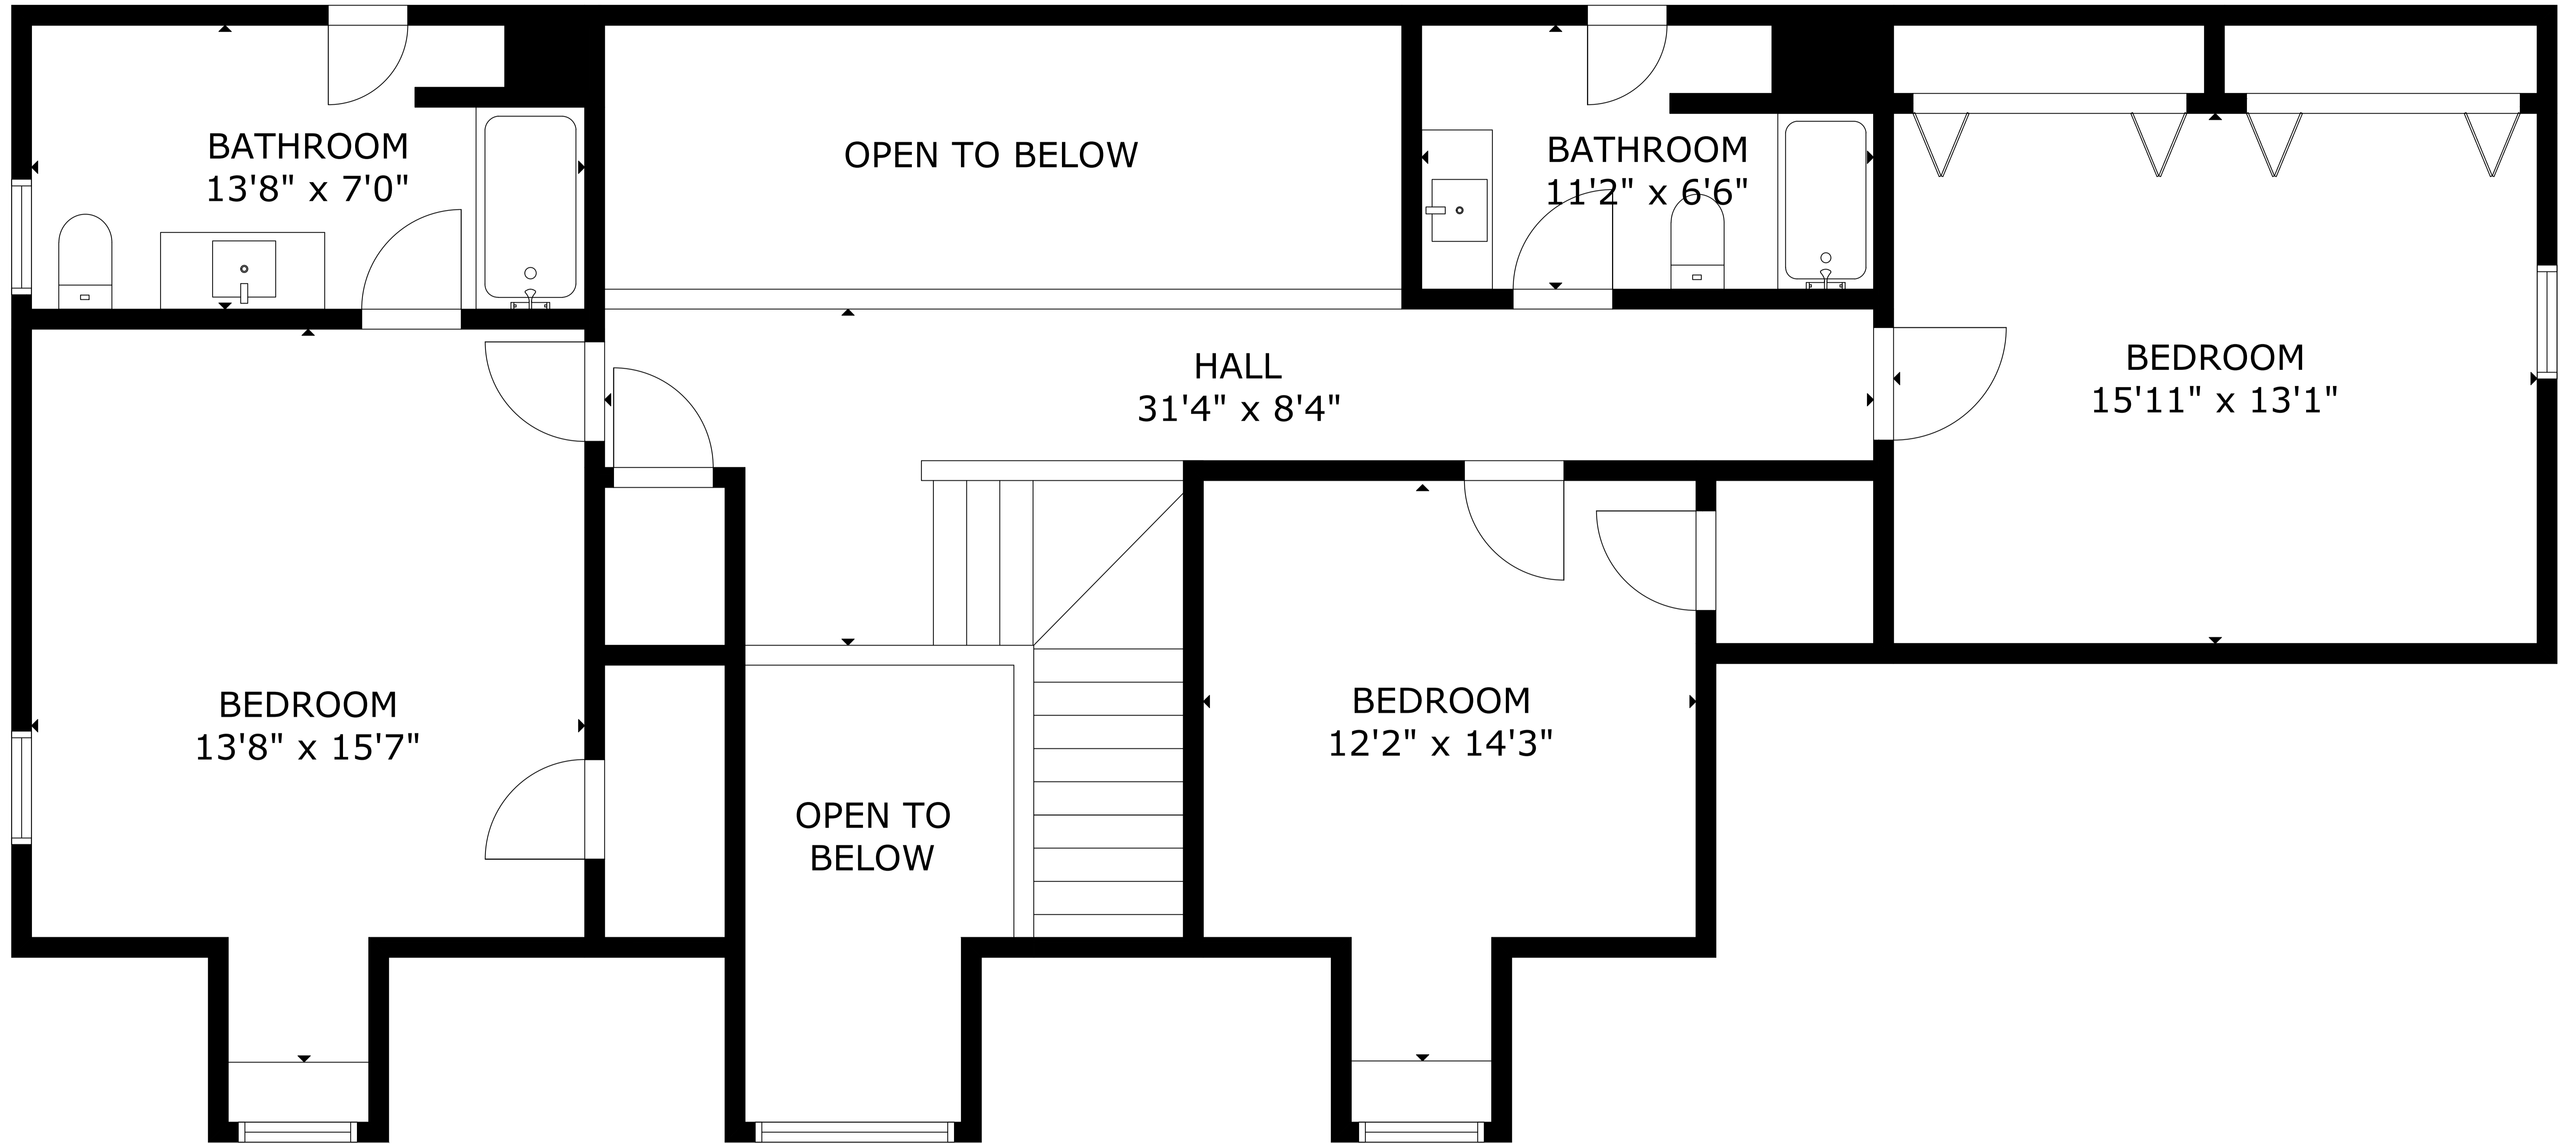 BATHROOM
13'8" x 7'0"
OPEN TO BELOW
BATHROOM
11'2" x 6'6"
HALL
31'4" x 8'4"
BEDROOM
15'11" x 13'1"
BEDROOM
13'8" x 15'7"
BEDROOM
12'2" x 14'3"
OPEN TO
BELOW